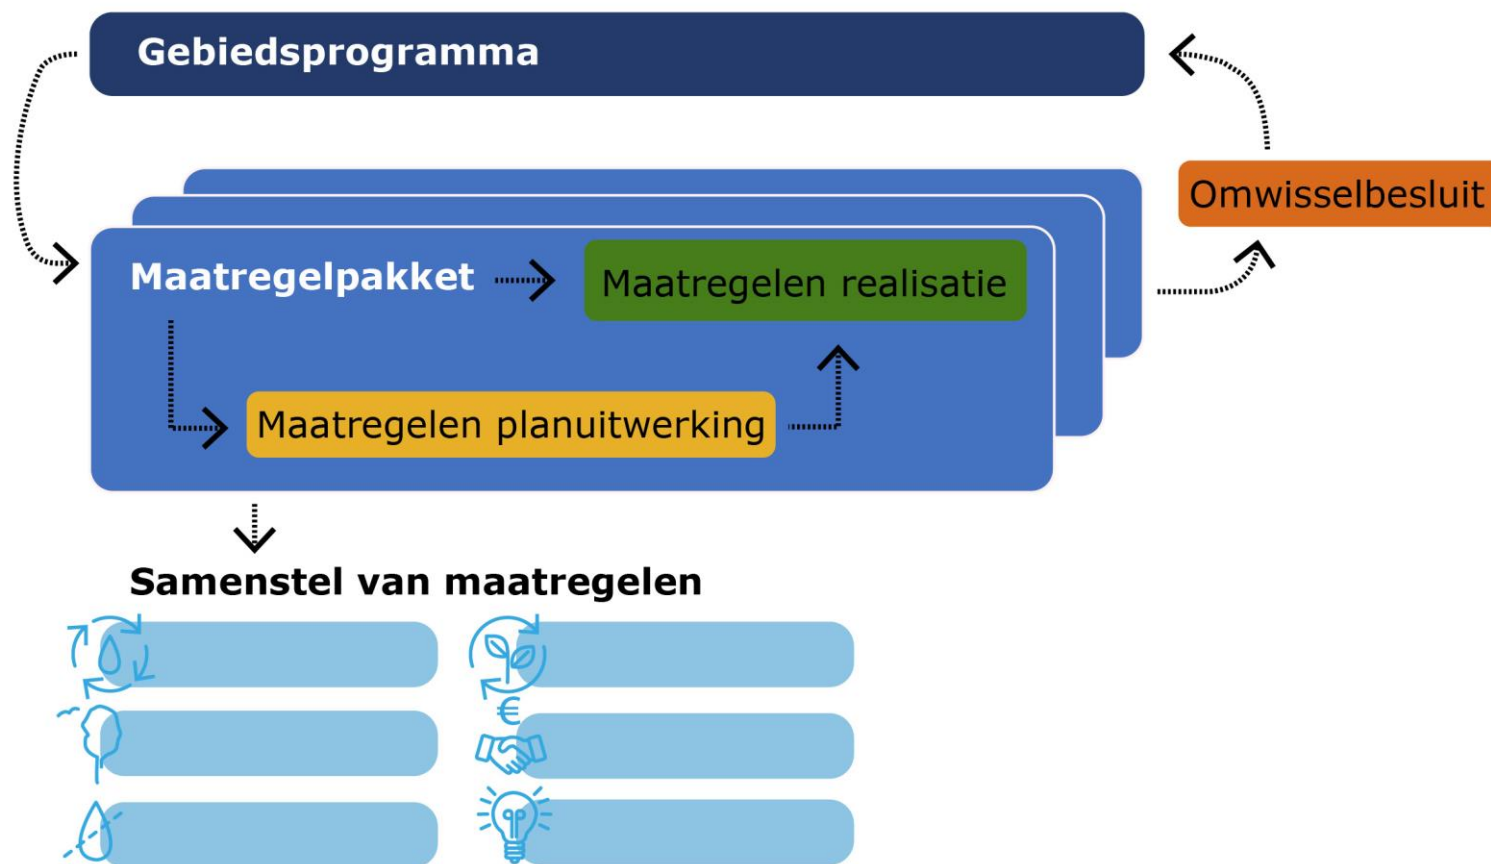 Gebiedsprogramma
Omwisselbesluit
Maatregelpakket
Maatregelen realisatie
Maatregelen planuitwerking
Samenstel van maatregelen
€